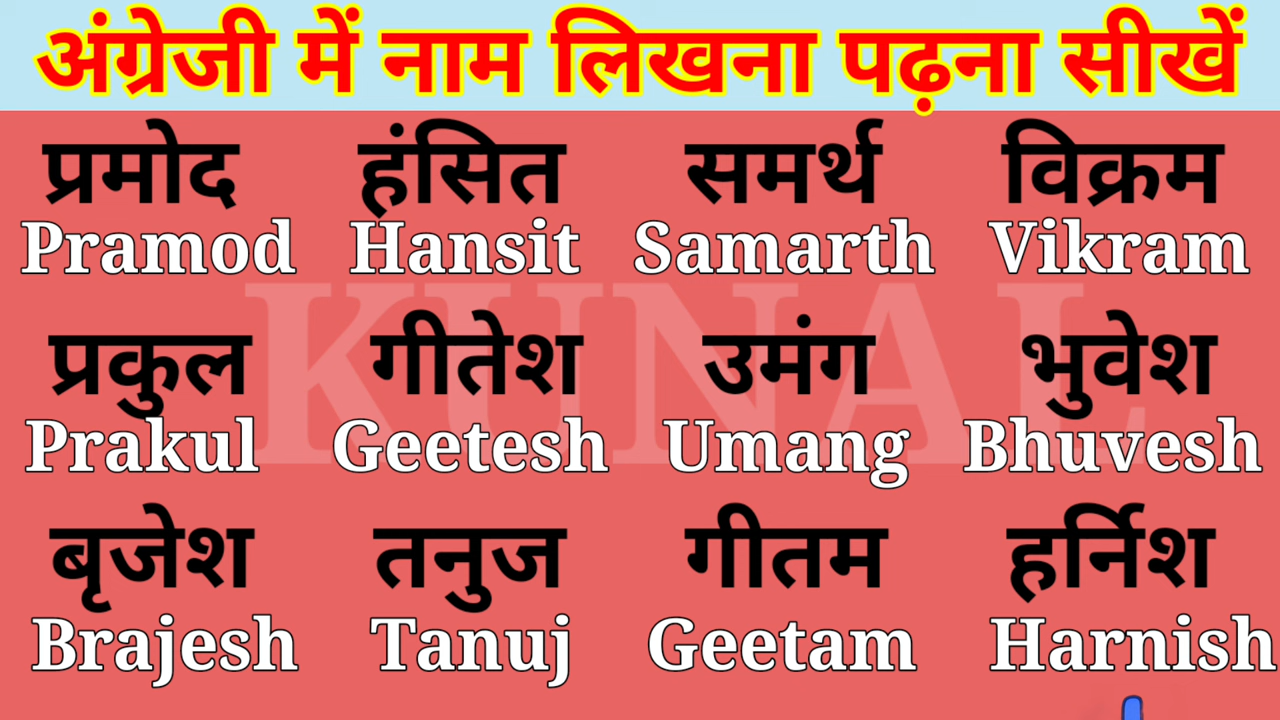 अंग्रेजी में नाम लिखना पढ़ना सीखें
प्रमोद हंसित समर्थ विक्रम
Pramod Hansit Samarth Vikram
KUNAL
प्रकुल गीतेश उमंग भुवेश
Prakul Geetesh Umang Bhuvesh
बृजेश तनुज गीतम हर्निश
Brajesh Tanuj Geetam Harnish